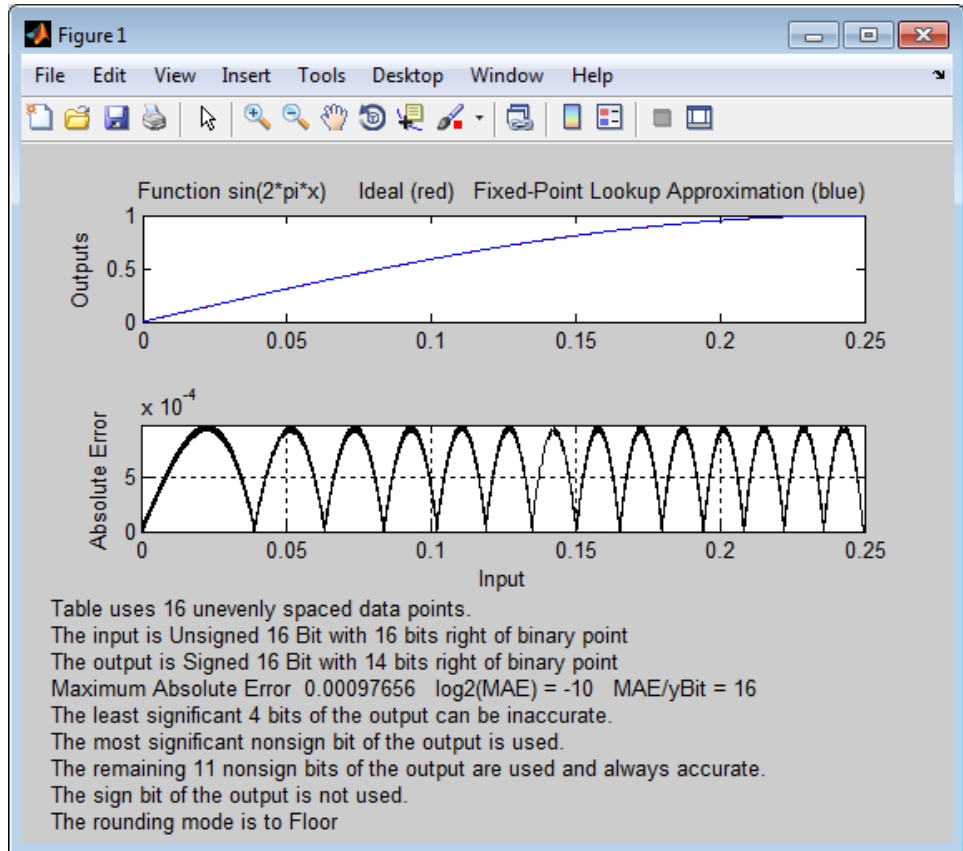 Figure 1
File Edit View Insert Tools Desktop Window Help
Function sin(2*pi*x) Ideal (red) Fixed-Point Lookup Approximation (blue)
Outputs
1
0.5
0
0 0.05 0.1 0.15 0.2 0.25
x 10^-4
Absolute Error
5
0
0 0.05 0.1 0.15 0.2 0.25
Input
Table uses 16 unevenly spaced data points.
The input is Unsigned 16 Bit with 16 bits right of binary point
The output is Signed 16 Bit with 14 bits right of binary point
Maximum Absolute Error 0.00097656 log2(MAE) = -10 MAE/yBit = 16
The least significant 4 bits of the output can be inaccurate.
The most significant nonsign bit of the output is used.
The remaining 11 nonsign bits of the output are used and always accurate.
The sign bit of the output is not used.
The rounding mode is to Floor